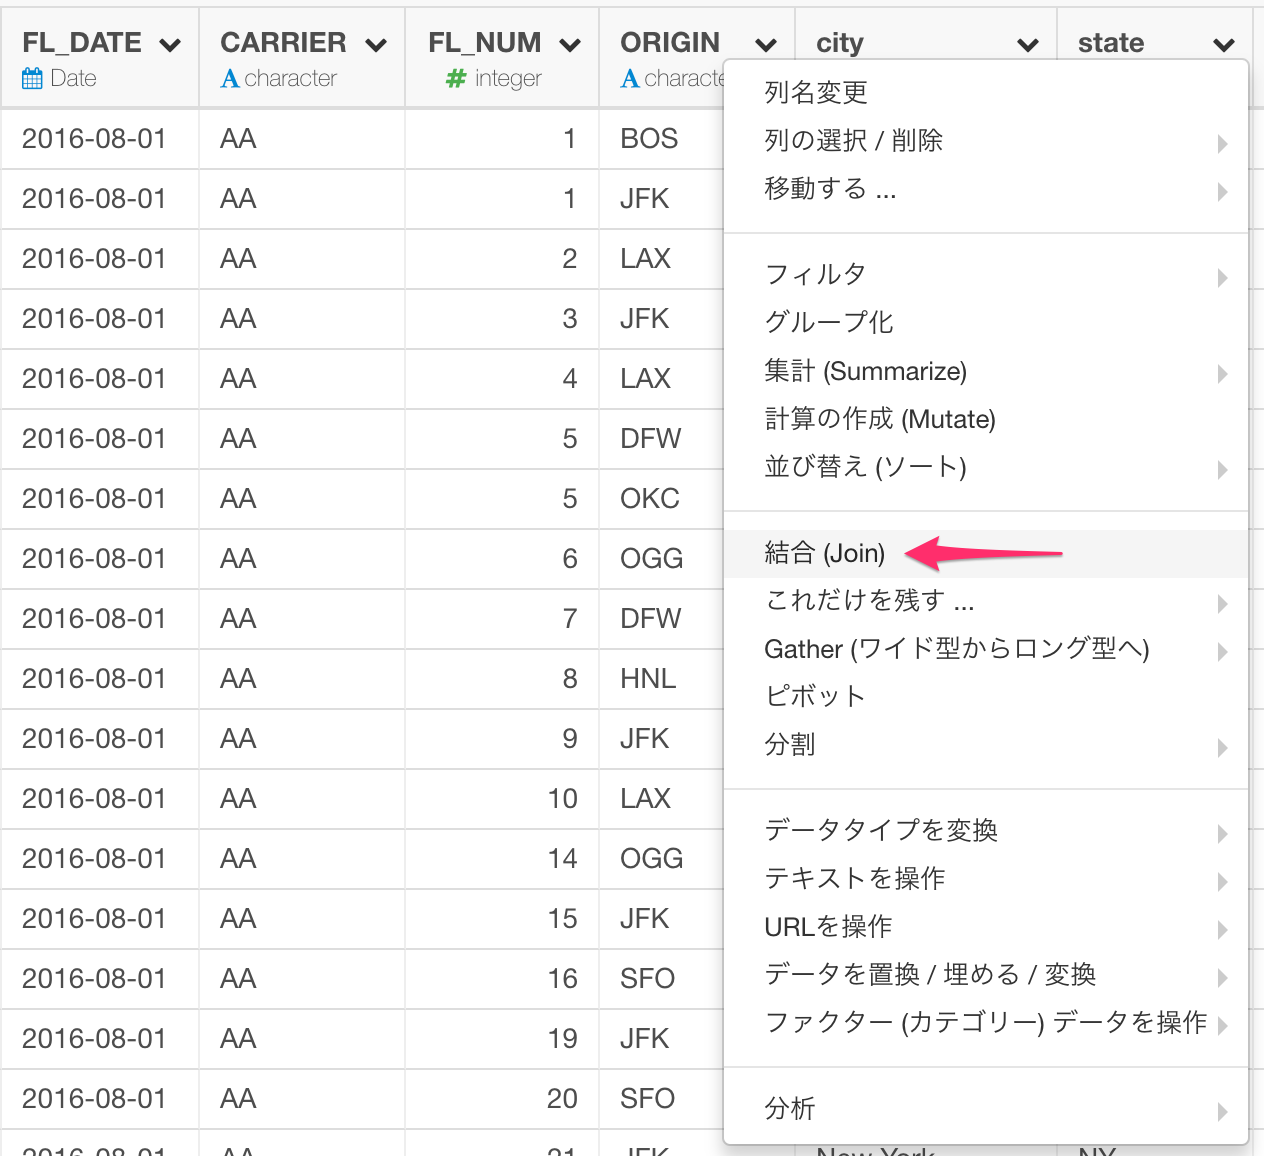 FL_DATE CARRIER FL_NUM ORIGIN city state
Date character integer characte
2016-08-01 AA 1 BOS
2016-08-01 AA 1 JFK
2016-08-01 AA 2 LAX
2016-08-01 AA 3 JFK
2016-08-01 AA 4 LAX
2016-08-01 AA 5 DFW
2016-08-01 AA 5 OKC
2016-08-01 AA 6 OGG
2016-08-01 AA 7 DFW
2016-08-01 AA 8 HNL
2016-08-01 AA 9 JFK
2016-08-01 AA 10 LAX
2016-08-01 AA 14 OGG
2016-08-01 AA 15 JFK
2016-08-01 AA 16 SFO
2016-08-01 AA 19 JFK
2016-08-01 AA 20 SFO
2016-08-01 AA 21 JFK New York NY
列名変更
列の選択 / 削除
移動する ...
フィルタ
グループ化
集計 (Summarize)
計算の作成 (Mutate)
並び替え (ソート)
結合 (Join)
これだけを残す ...
Gather (ワイド型からロング型へ)
ピボット
分割
データタイプを変換
テキストを操作
URLを操作
データを置換 / 埋める / 変換
ファクター (カテゴリー) データを操作
分析